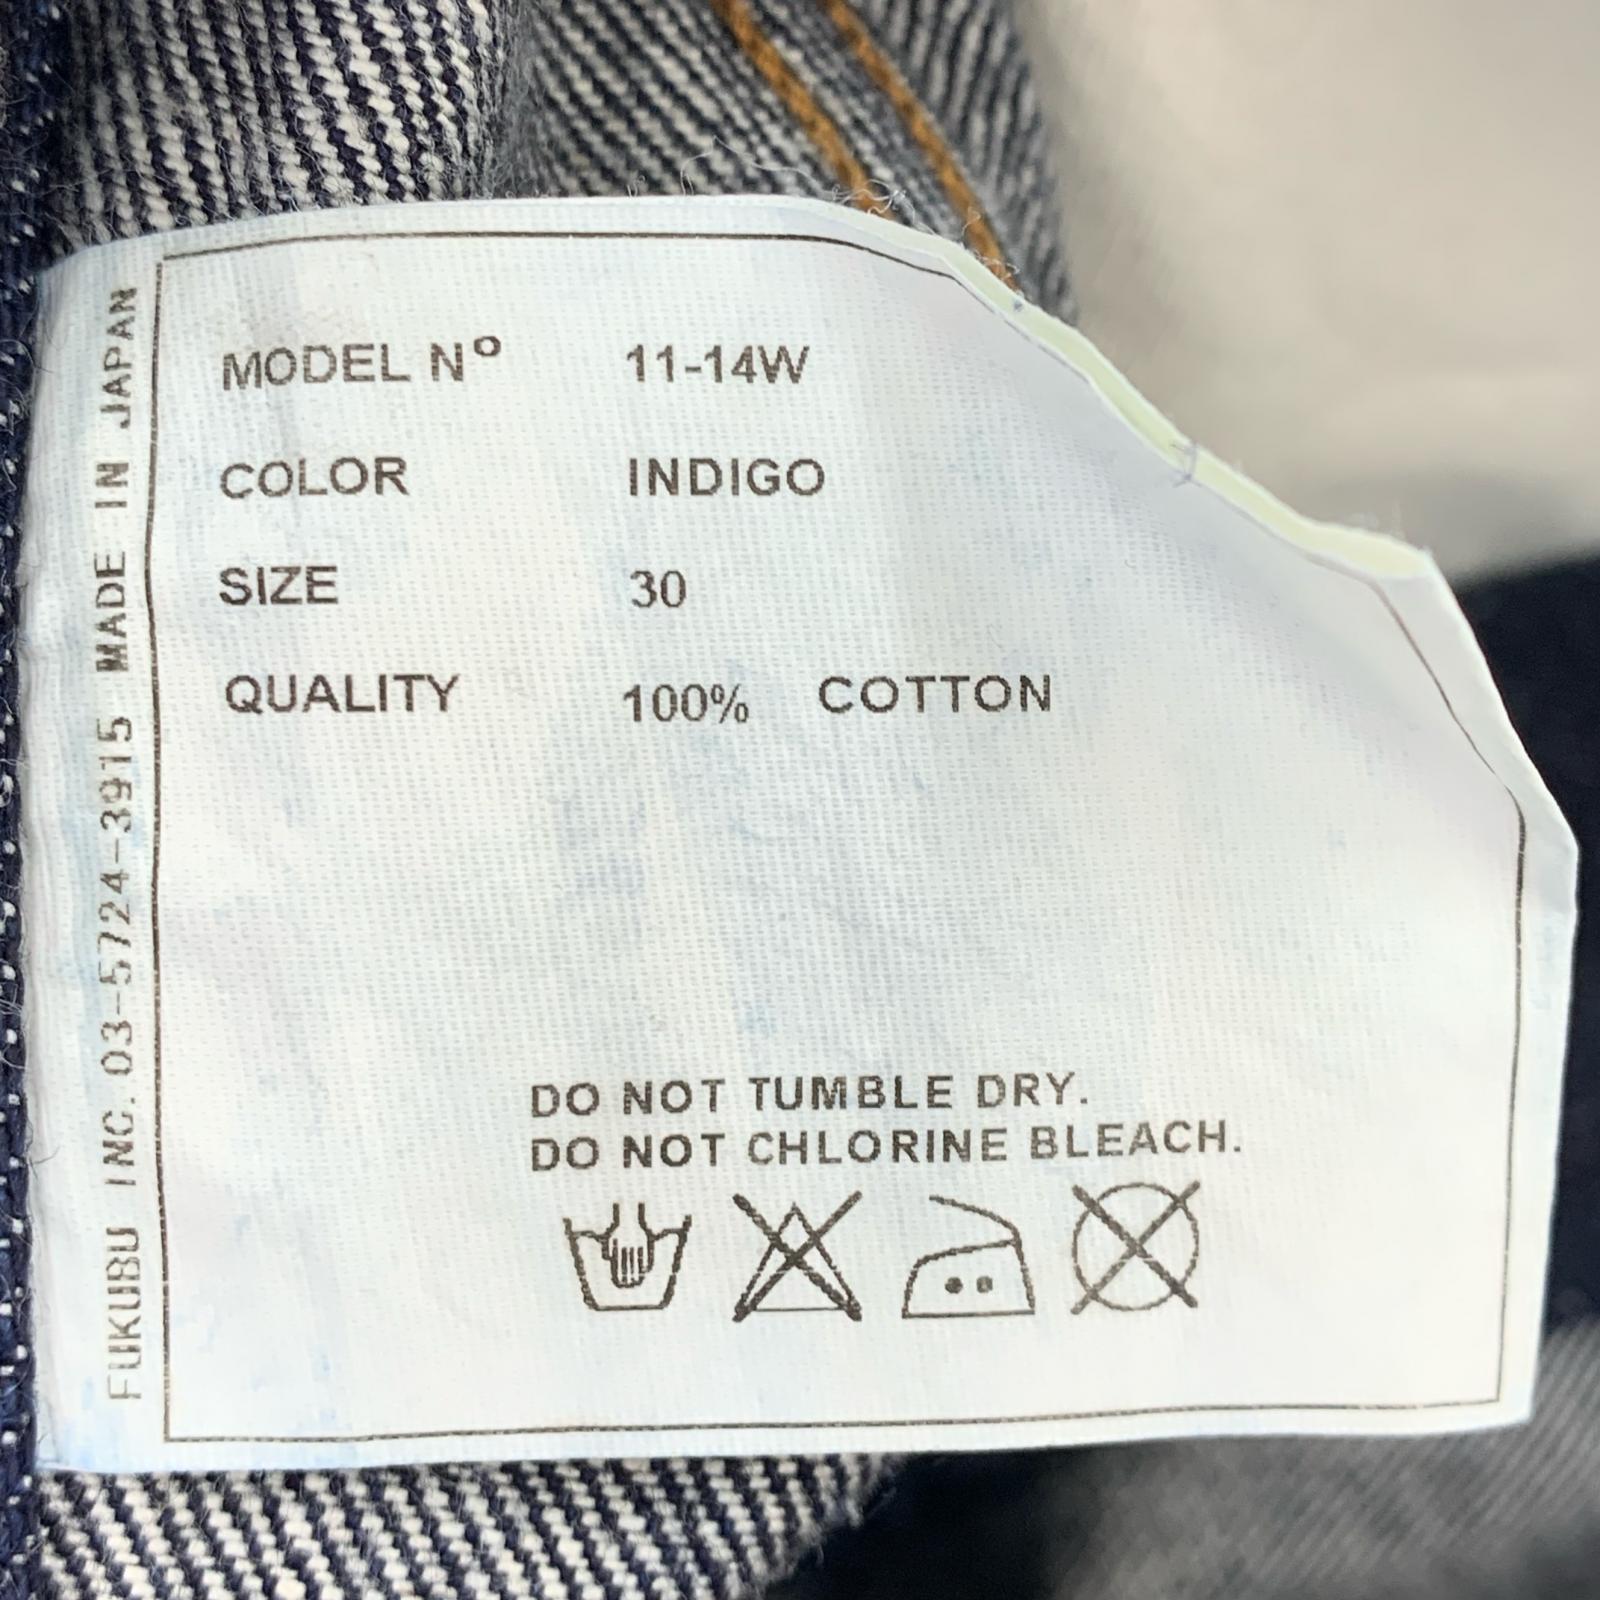 MODEL Nº 11-14W
COLOR INDIGO
SIZE 30
QUALITY 100% COTTON
DO NOT TUMBLE DRY.
DO NOT CHLORINE BLEACH.
FUKUBU INC. 03-5724-3915 MADE IN JAPAN